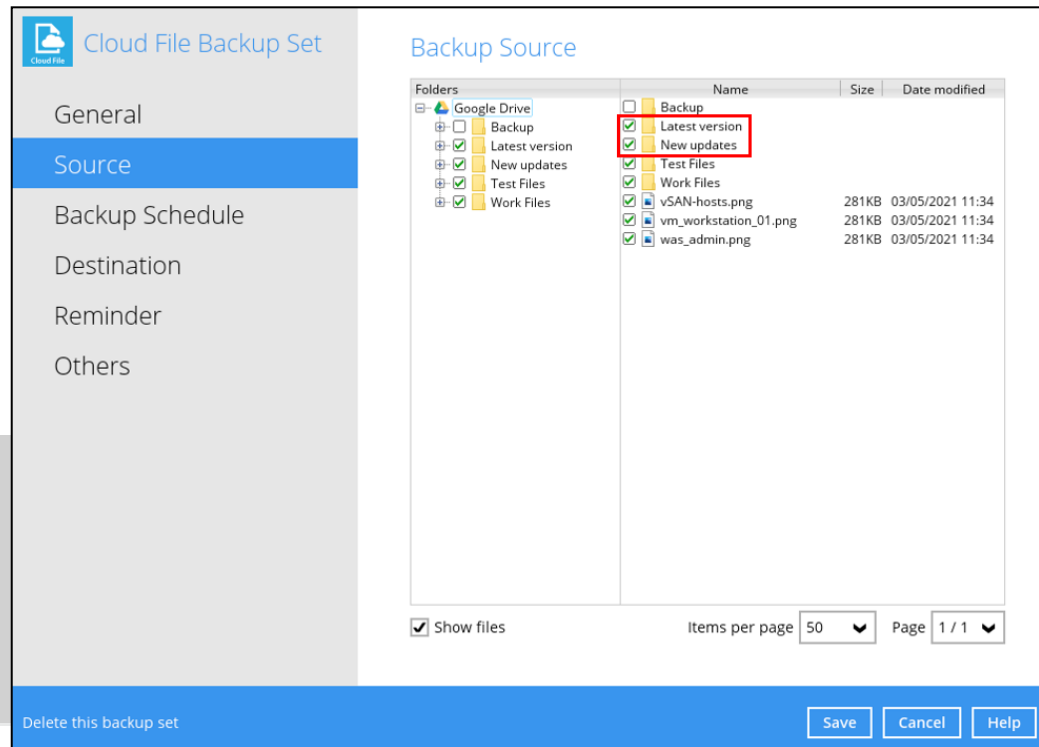 Cloud File
Cloud File Backup Set
General
Source
Backup Schedule
Destination
Reminder
Others
Backup Source
Folders
Google Drive
Backup
Latest version
New updates
Test Files
Work Files
Name Size Date modified
Backup
Latest version
New updates
Test Files
Work Files
vSAN-hosts.png 281KB 03/05/2021 11:34
vm_workstation_01.png 281KB 03/05/2021 11:34
was_admin.png 281KB 03/05/2021 11:34
Show files
Items per page 50
Page 1 / 1
Delete this backup set
Save Cancel Help